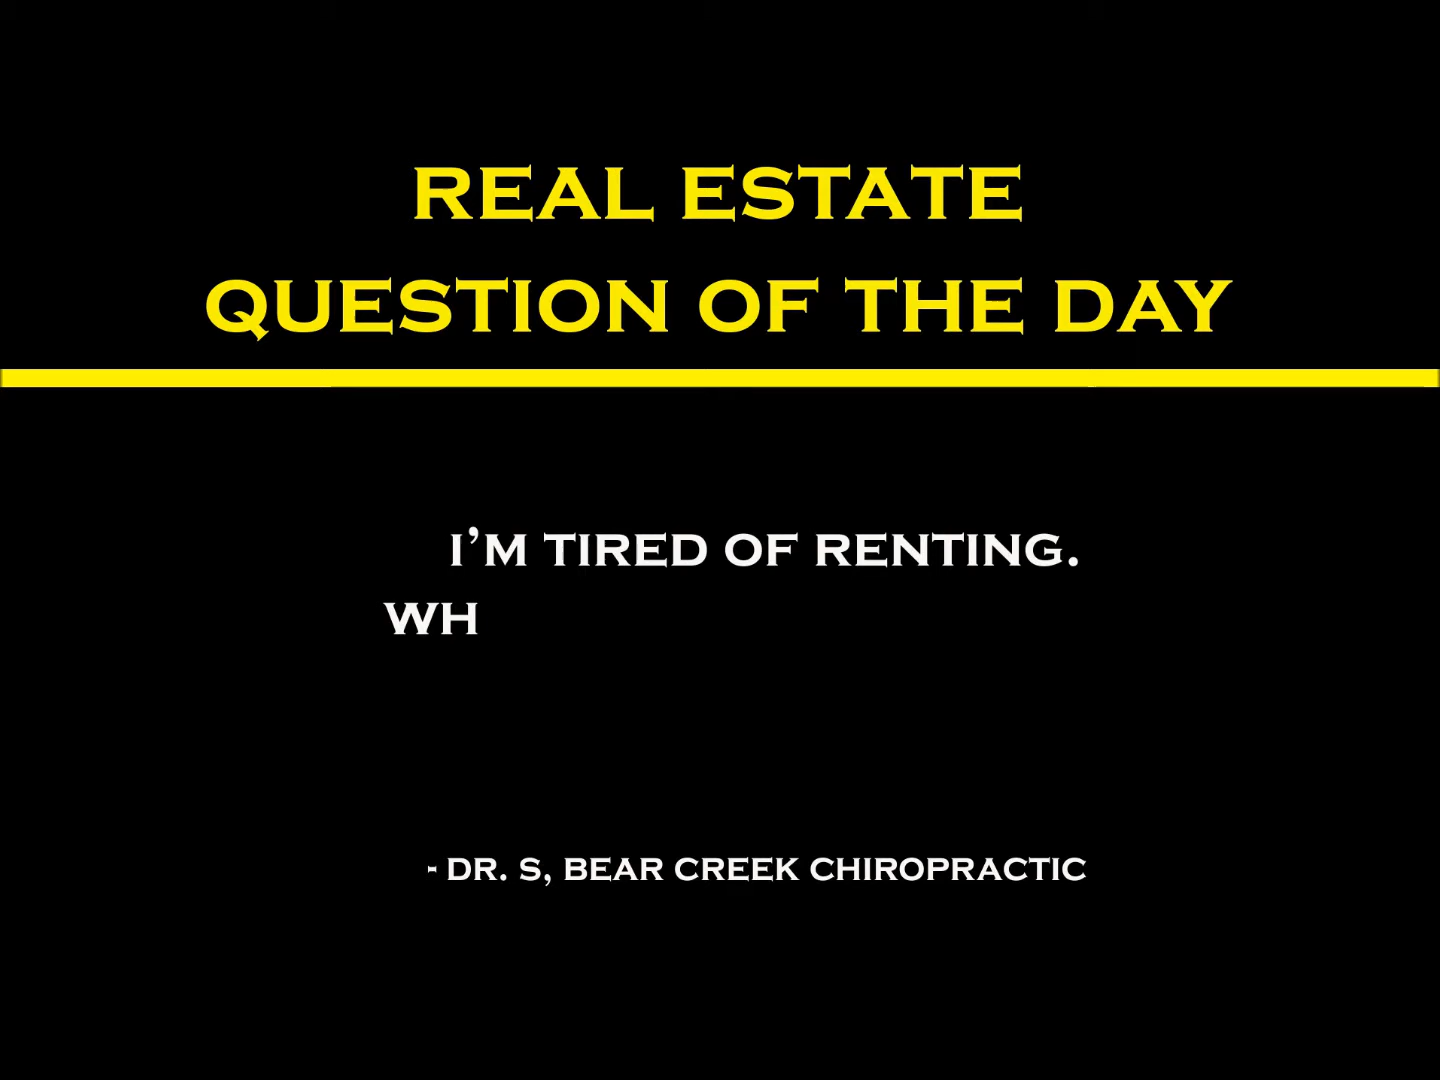 REAL ESTATE
QUESTION OF THE DAY
I'M TIRED OF RENTING.
WH
- DR. S, BEAR CREEK CHIROPRACTIC